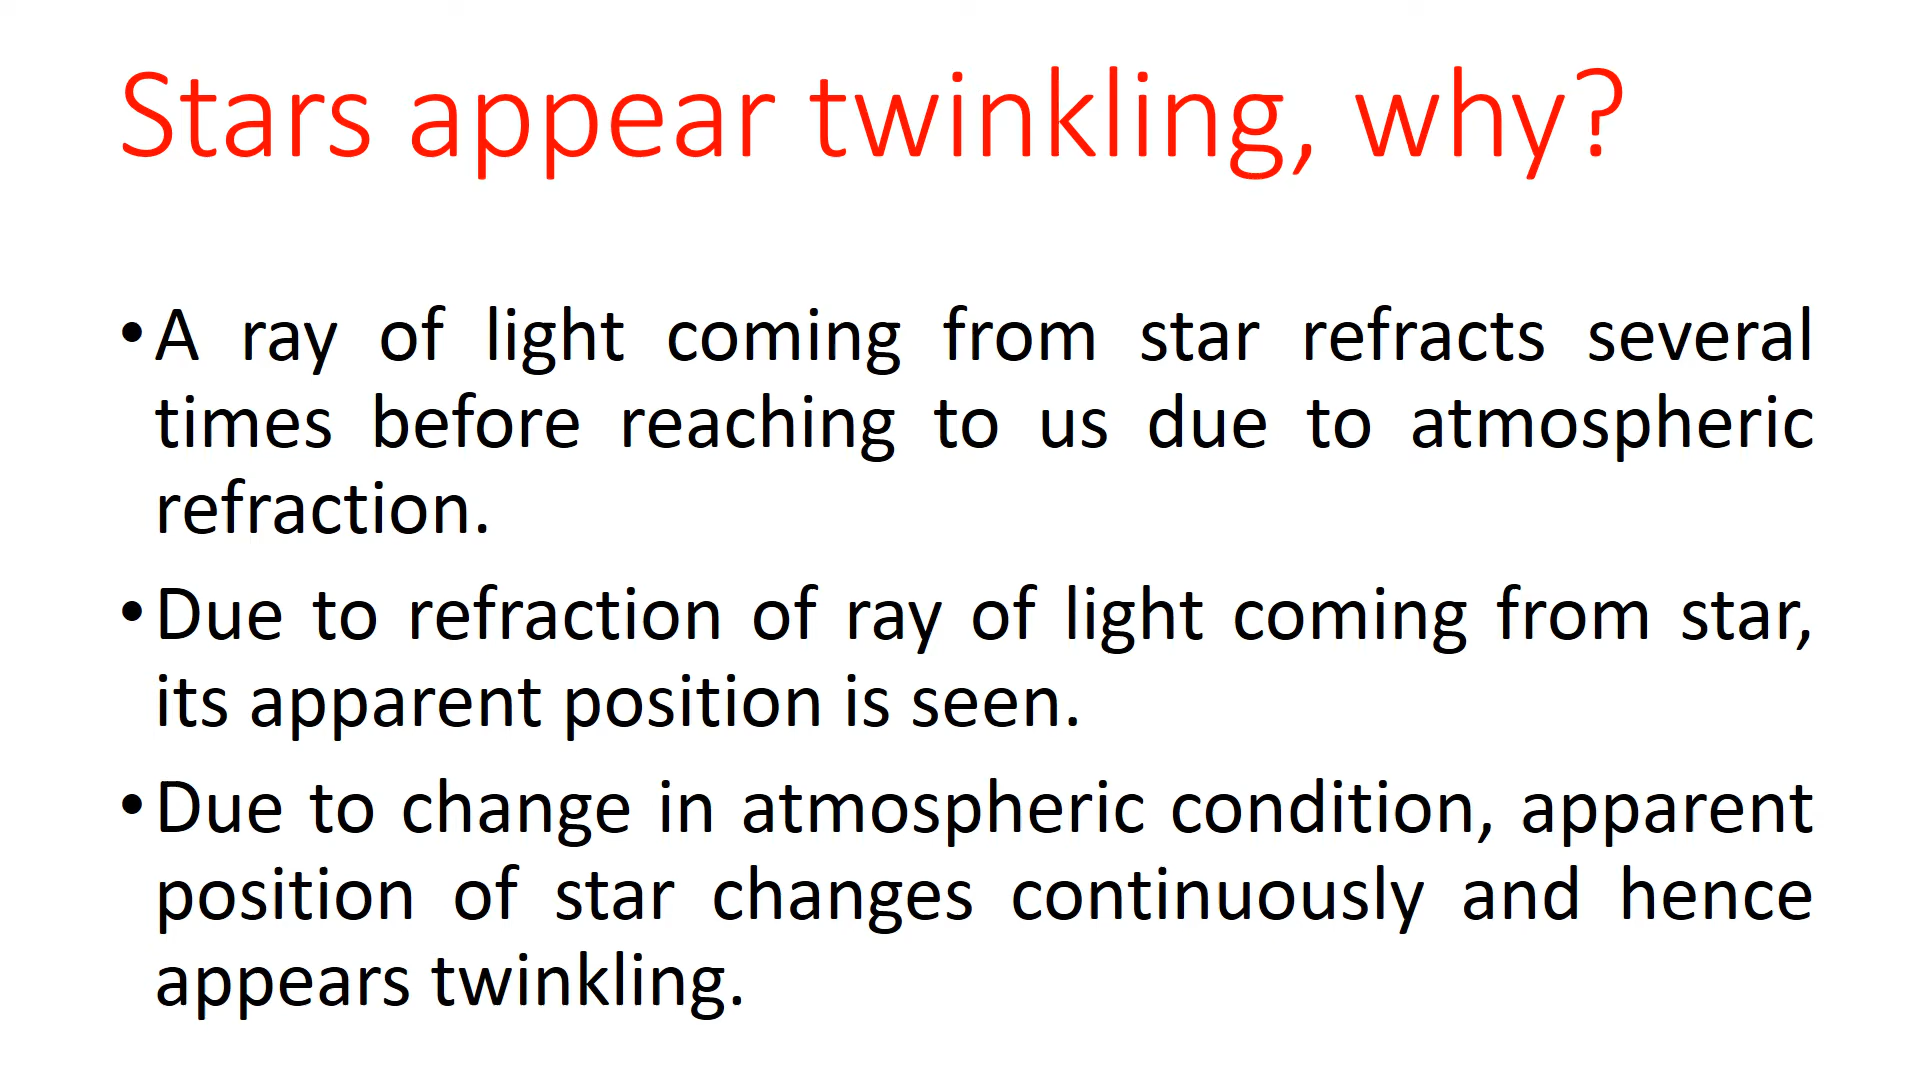 Stars appear twinkling, why?
•A ray of light coming from star refracts several
times before reaching to us due to atmospheric
refraction.
•Due to refraction of ray of light coming from star,
its apparent position is seen.
•Due to change in atmospheric condition, apparent
position of star changes continuously and hence
appears twinkling.